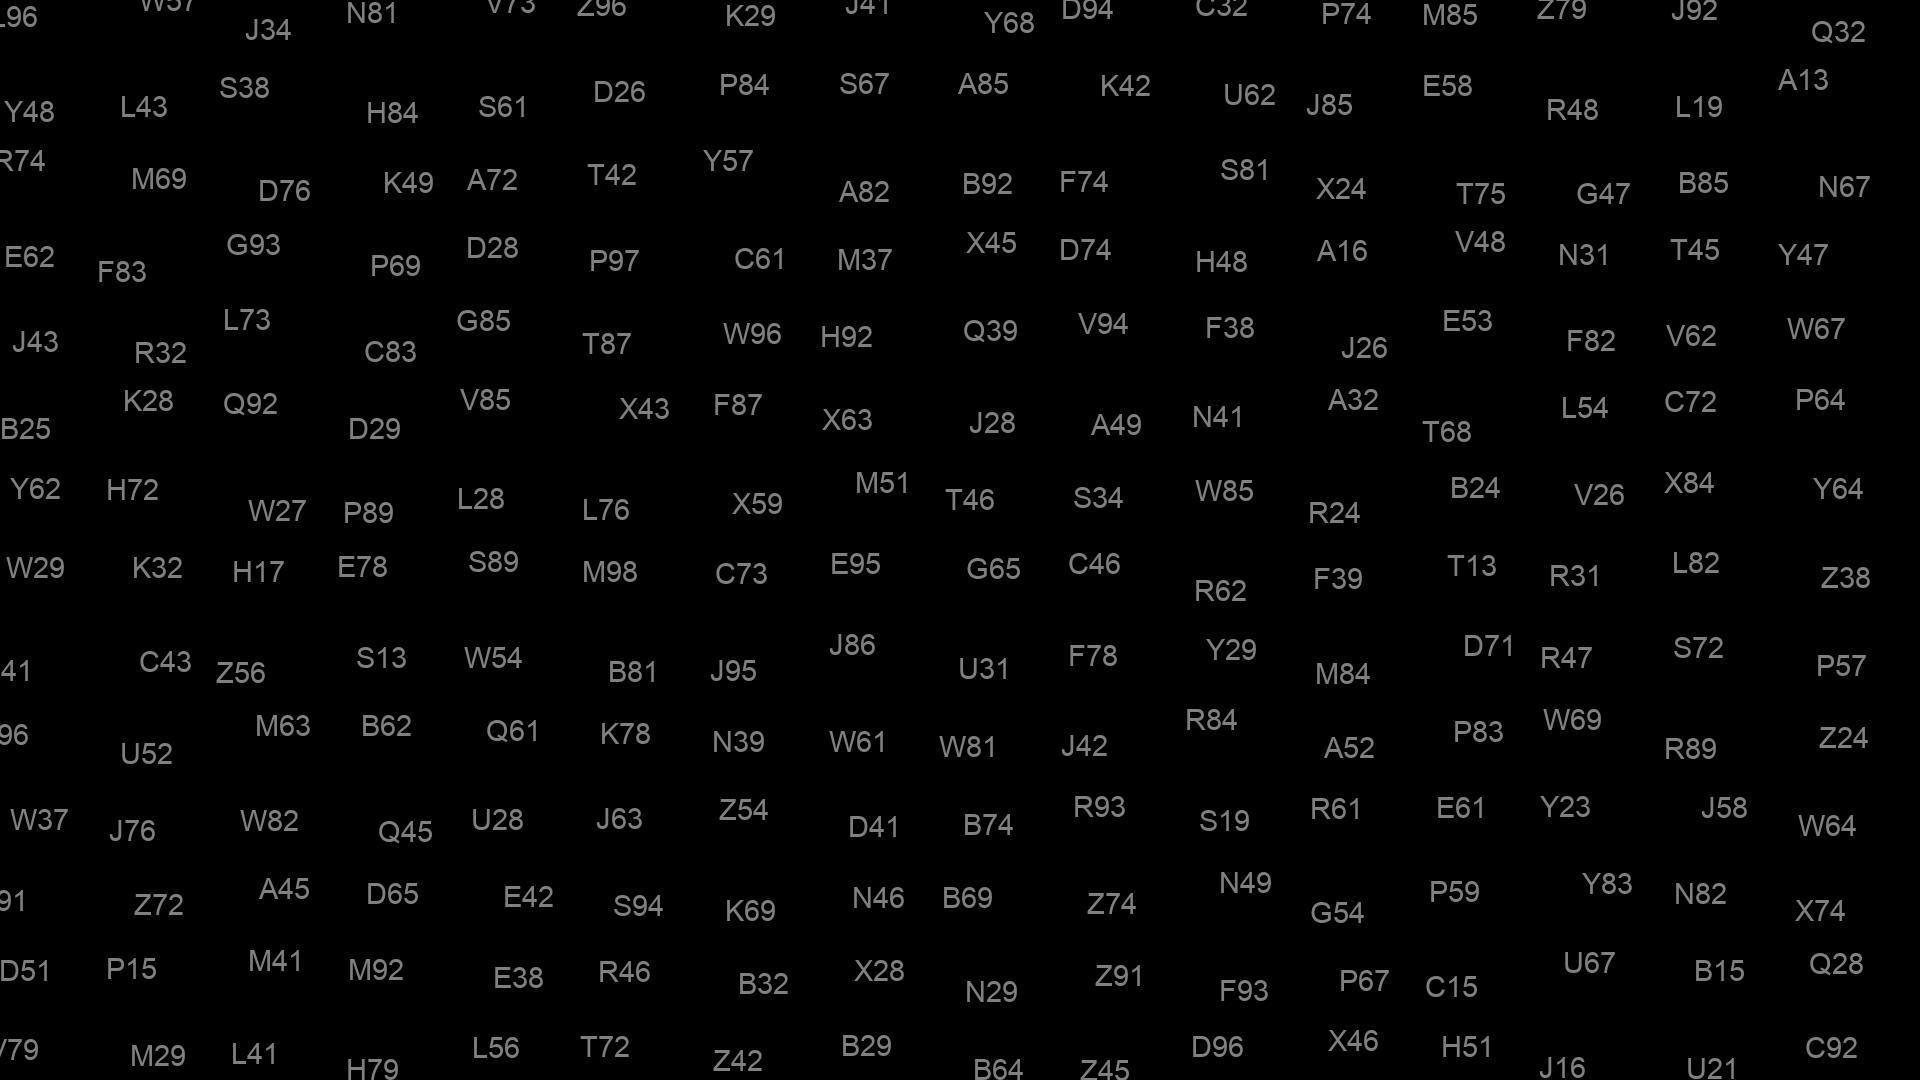 W57 J34 N81 V73 Z96 K29 J41 Y68 D94 C32 P74 M85 Z79 J92 Q32
Y48 L43 S38 H84 S61 D26 P84 S67 A85 K42 U62 J85 E58 R48 L19 A13
R74 M69 D76 K49 A72 T42 Y57 A82 B92 F74 S81 X24 T75 G47 B85 N67
E62 F83 G93 P69 D28 P97 C61 M37 X45 D74 H48 A16 V48 N31 T45 Y47
J43 R32 L73 C83 G85 T87 W96 H92 Q39 V94 F38 J26 E53 F82 V62 W67
B25 K28 Q92 D29 V85 X43 F87 X63 J28 A49 N41 A32 T68 L54 C72 P64
Y62 H72 W27 P89 L28 L76 X59 M51 T46 S34 W85 R24 B24 V26 X84 Y64
W29 K32 H17 E78 S89 M98 C73 E95 G65 C46 R62 F39 T13 R31 L82 Z38
41 C43 Z56 S13 W54 B81 J95 J86 U31 F78 Y29 M84 D71 R47 S72 P57
96 U52 M63 B62 Q61 K78 N39 W61 W81 J42 R84 A52 P83 W69 R89 Z24
W37 J76 W82 Q45 U28 J63 Z54 D41 B74 R93 S19 R61 E61 Y23 J58 W64
91 Z72 A45 D65 E42 S94 K69 N46 B69 Z74 N49 G54 P59 Y83 N82 X74
D51 P15 M41 M92 E38 R46 B32 X28 N29 Z91 F93 P67 C15 U67 B15 Q28
V79 M29 L41 H79 L56 T72 Z42 B29 B64 Z45 D96 X46 H51 J16 U21 C92